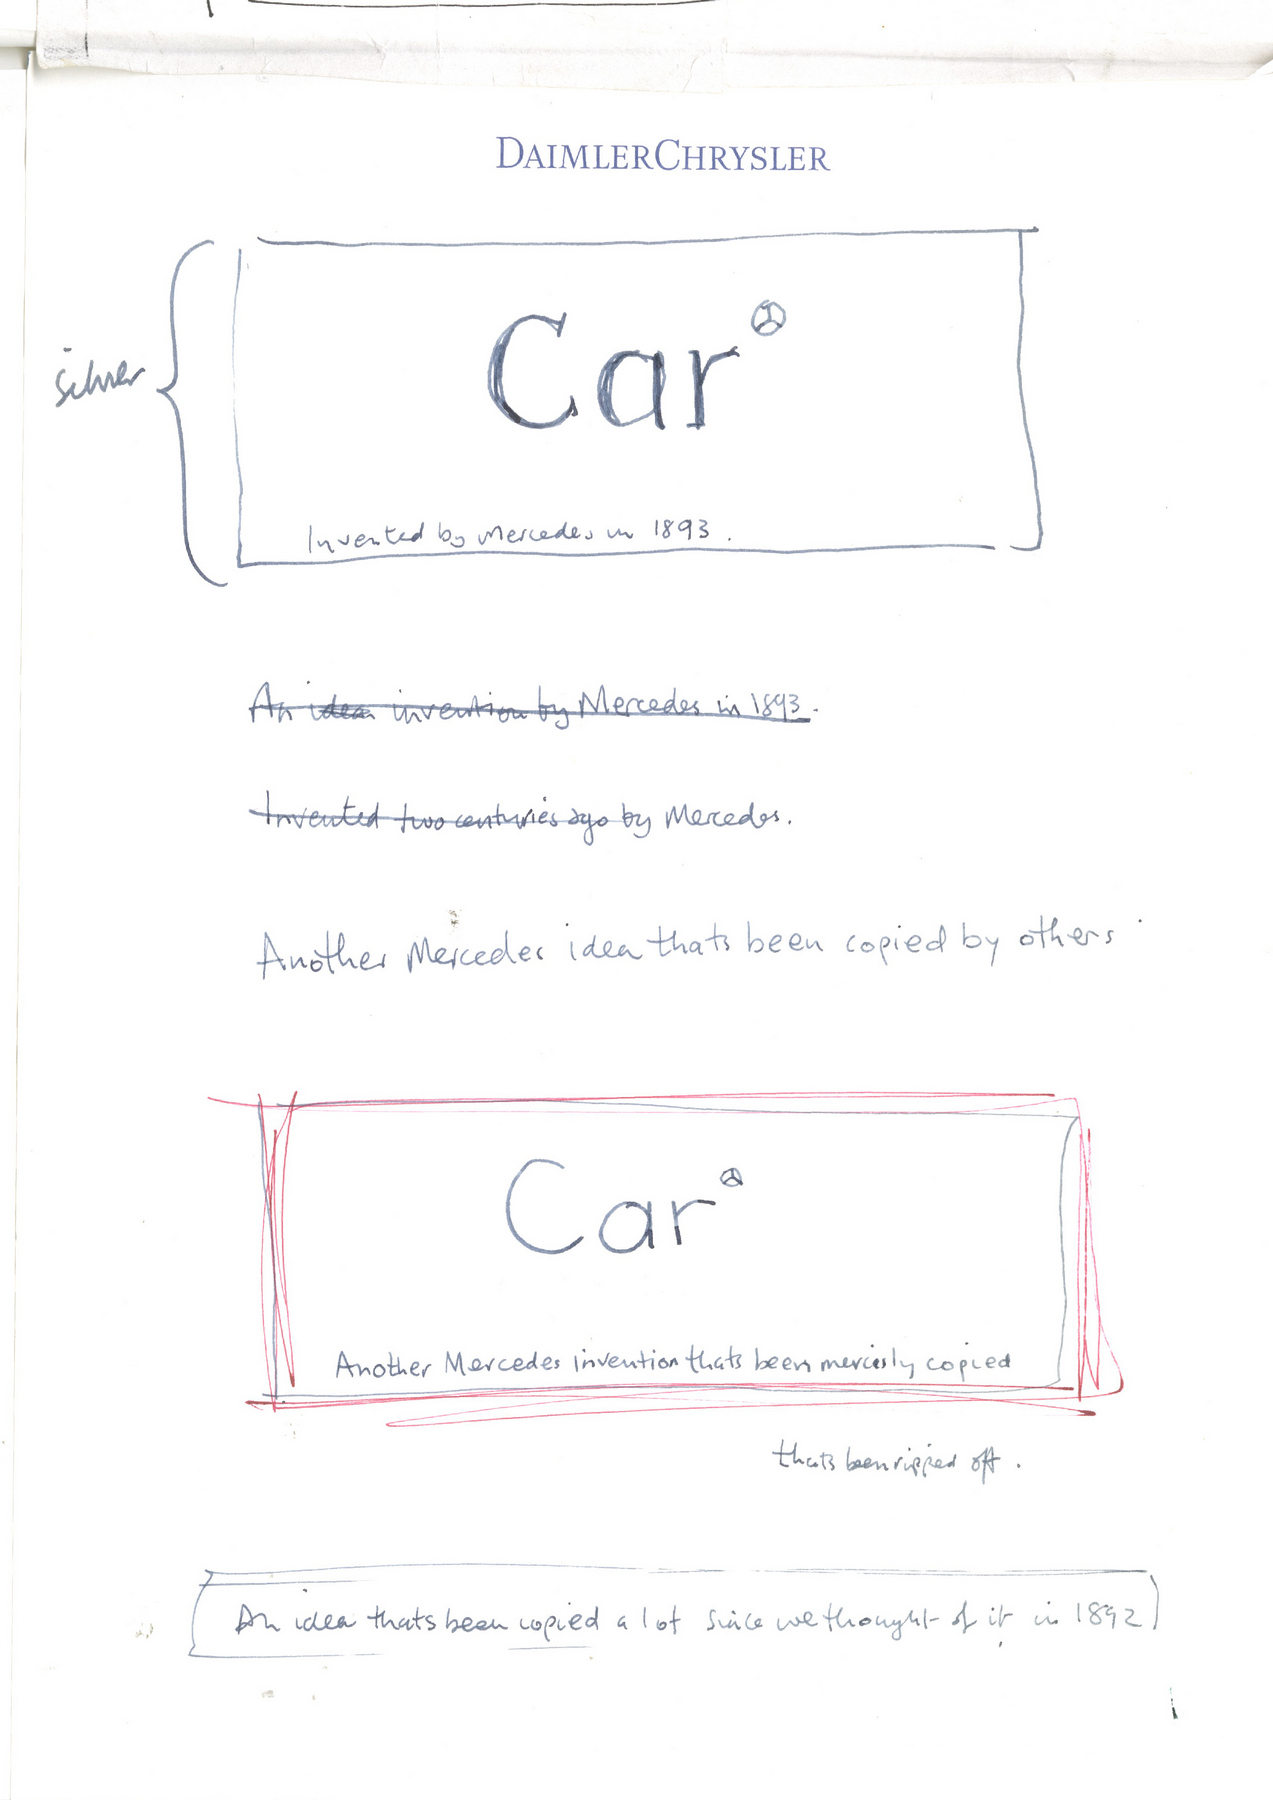 DAIMLERCHRYSLER
Car
silver
Invented by Mercedes in 1893.
An idea invention by Mercedes in 1893.
Invented two centuries ago by Mercedes.
Another Mercedes idea thats been copied by others
Car
Another Mercedes invention thats been mercisly copied
thats been ripped off.
An idea thats been copied a lot since we thought of it in 1892